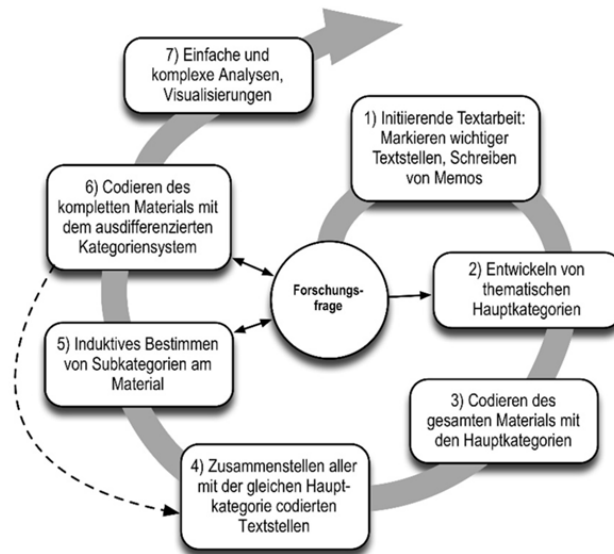 7) Einfache und
komplexe Analysen,
Visualisierungen
1) Initiierende Textarbeit:
Markieren wichtiger
Textstellen, Schreiben
von Memos
6) Codieren des
kompletten Materials mit
dem ausdifferenzierten
Kategoriensystem
Forschungs-
frage
2) Entwickeln von
thematischen
Hauptkategorien
5) Induktives Bestimmen
von Subkategorien am
Material
3) Codieren des
gesamten Materials mit
den Hauptkategorien
4) Zusammenstellen aller
mit der gleichen Haupt-
kategorie codierten
Textstellen